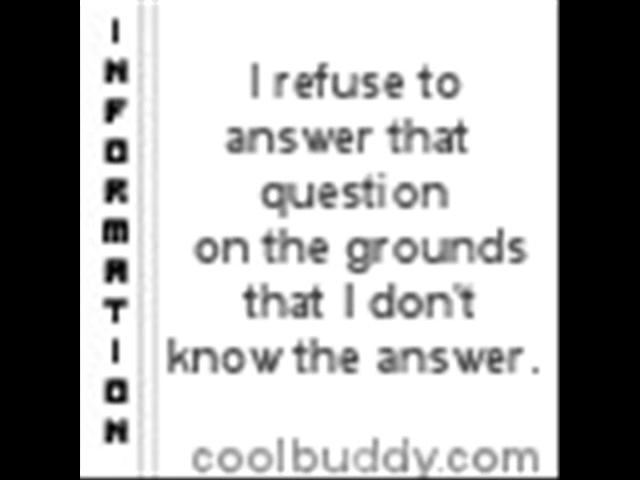 INFORMATION
I refuse to
answer that
question
on the grounds
that I don't
know the answer.
coolbuddy.com